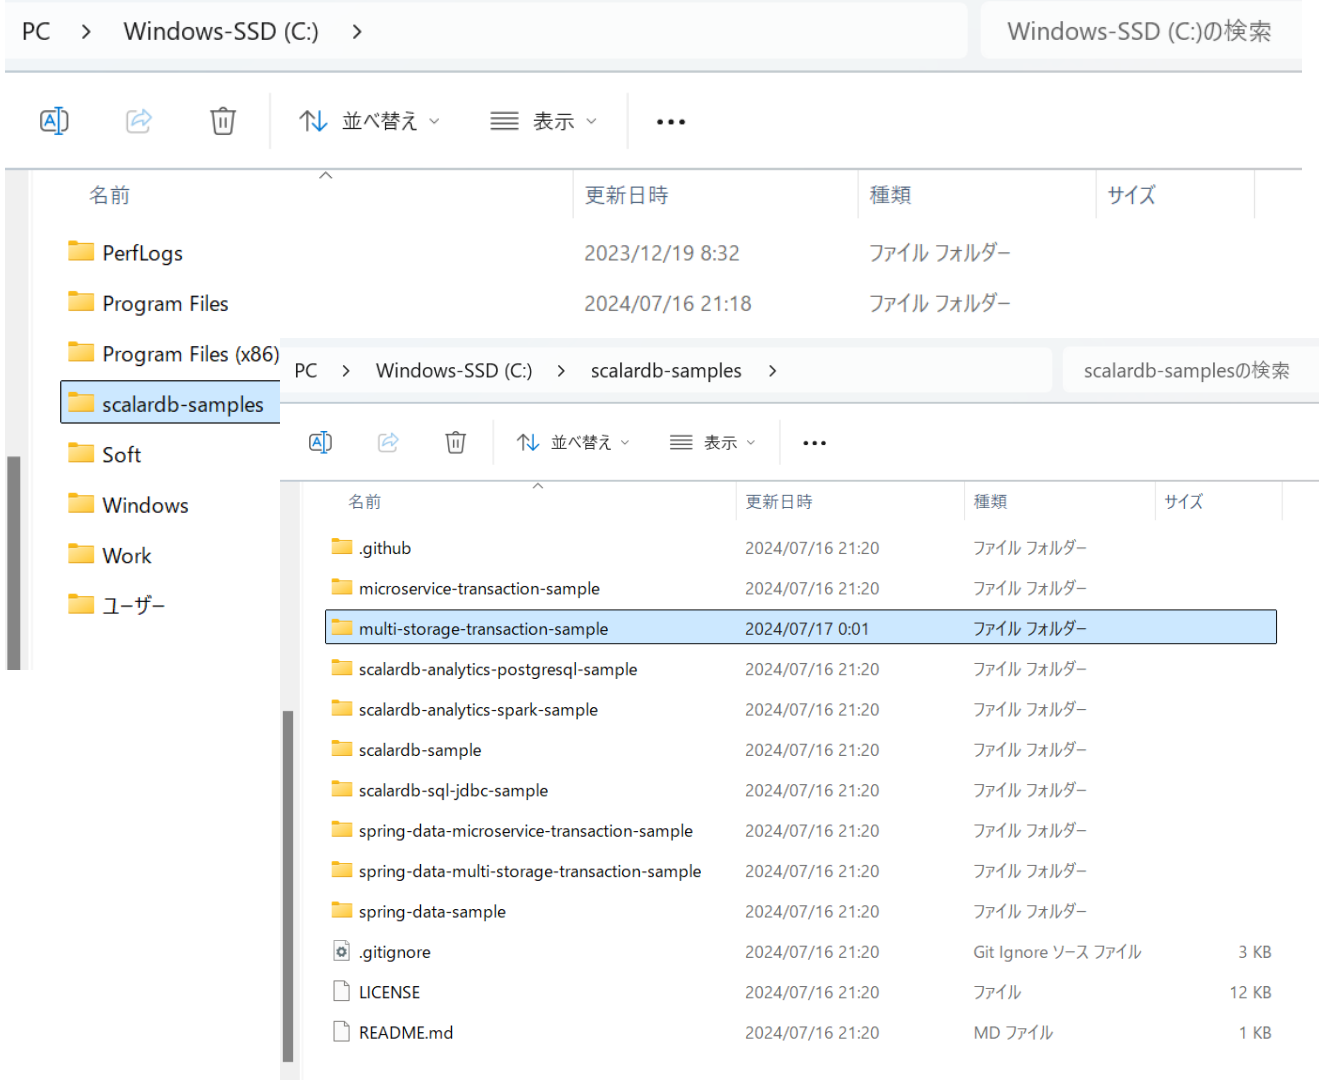 PC > Windows-SSD (C:) > Windows-SSD (C:)の検索
並べ替え 表示 •••
名前 更新日時 種類 サイズ
PerfLogs 2023/12/19 8:32 ファイル フォルダー
Program Files 2024/07/16 21:18 ファイル フォルダー
Program Files (x86)
scalardb-samples
Soft
Windows
Work
ユーザー
PC > Windows-SSD (C:) > scalardb-samples > scalardb-samplesの検索
並べ替え 表示 •••
名前 更新日時 種類 サイズ
.github 2024/07/16 21:20 ファイル フォルダー
microservice-transaction-sample 2024/07/16 21:20 ファイル フォルダー
multi-storage-transaction-sample 2024/07/17 0:01 ファイル フォルダー
scalardb-analytics-postgresql-sample 2024/07/16 21:20 ファイル フォルダー
scalardb-analytics-spark-sample 2024/07/16 21:20 ファイル フォルダー
scalardb-sample 2024/07/16 21:20 ファイル フォルダー
scalardb-sql-jdbc-sample 2024/07/16 21:20 ファイル フォルダー
spring-data-microservice-transaction-sample 2024/07/16 21:20 ファイル フォルダー
spring-data-multi-storage-transaction-sample 2024/07/16 21:20 ファイル フォルダー
spring-data-sample 2024/07/16 21:20 ファイル フォルダー
.gitignore 2024/07/16 21:20 Git Ignore ソース ファイル 3 KB
LICENSE 2024/07/16 21:20 ファイル 12 KB
README.md 2024/07/16 21:20 MD ファイル 1 KB